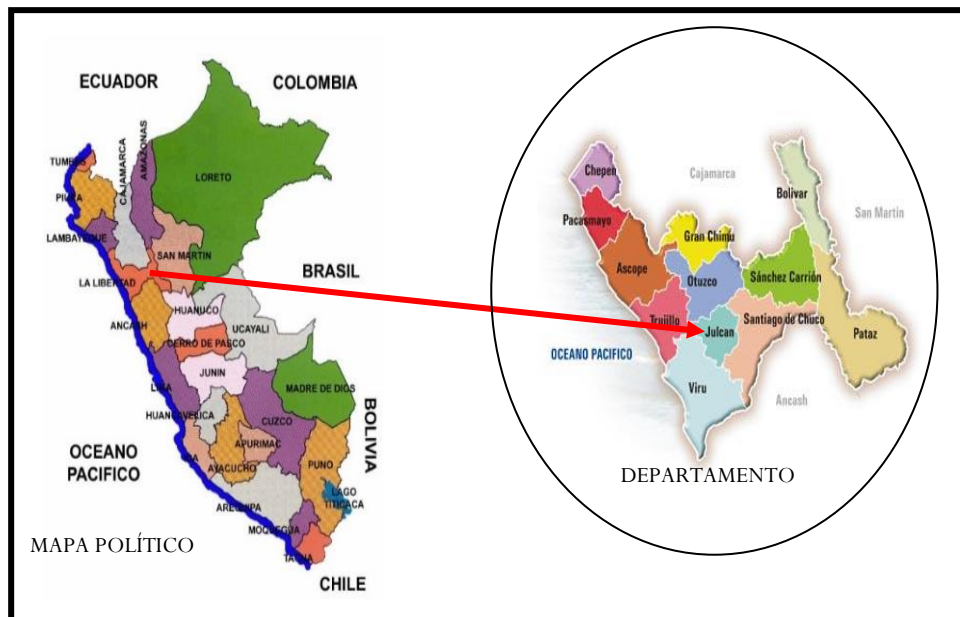 ECUADOR
COLOMBIA
TUMBES
CAJAMARCA
AMAZONAS
LORETO
PIURA
LAMBAYEQUE
SAN MARTIN
BRASIL
LA LIBERTAD
HUANUCO
ANCASH
UCAYALI
CERRO DE PASCO
JUNIN
LIMA
MADRE DE DIOS
HUANCAVELICA
CUZCO
BOLIVIA
APURIMAC
ICA
AYACUCHO
PUNO
OCEANO
PACIFICO
LAGO
TITICACA
AREQUIPA
MOQUEGUA
TACNA
CHILE
MAPA POLÍTICO
Chepen
Cajamarca
Bolivar
San Martin
Pacasmayo
Gran Chimu
Ascope
Otuzco
Sánchez Carrión
Trujillo
Julcan
Santiago de Chuco
Pataz
OCEANO PACIFICO
Viru
Ancash
DEPARTAMENTO